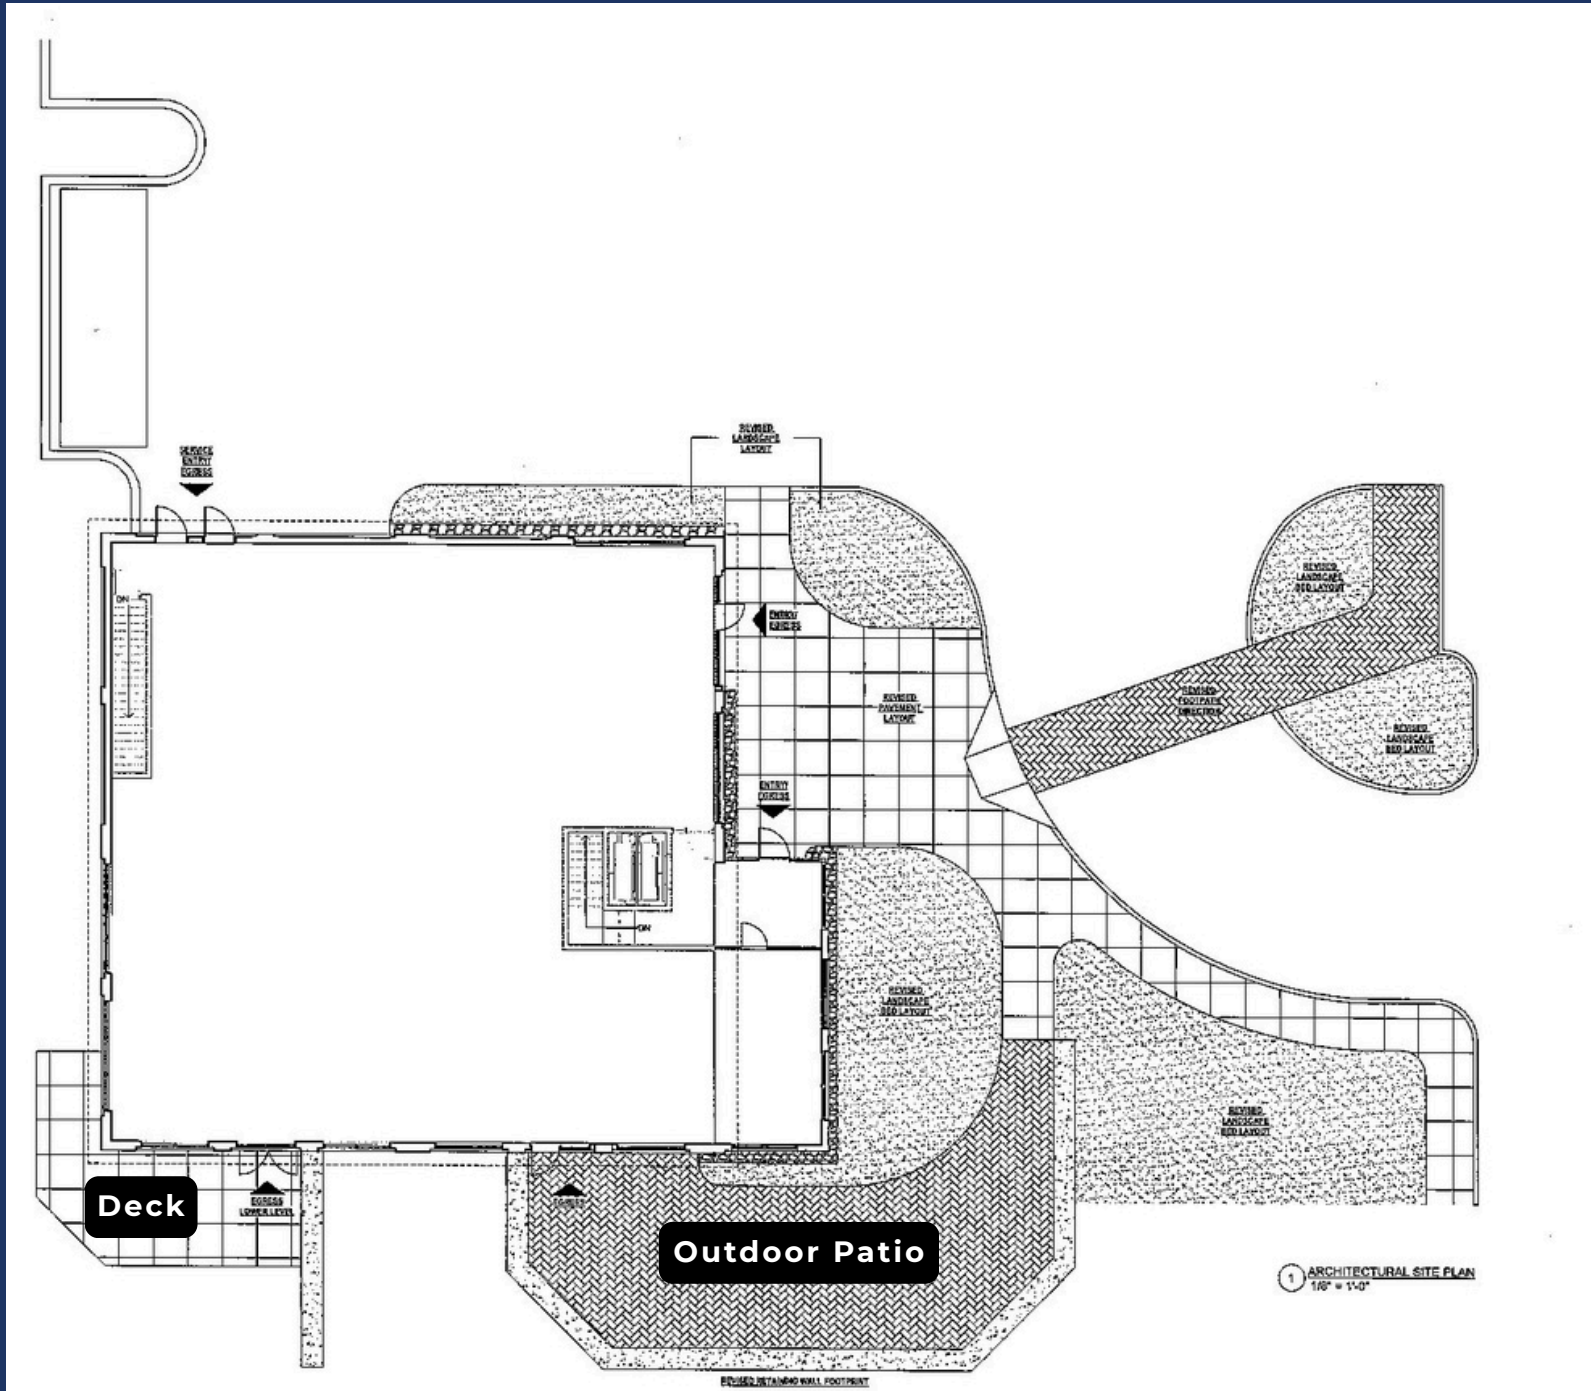 REVISED
LANDSCAPE
LAYOUT
SERVICE
ENTRY/
EGRESS
REVISED
LANDSCAPE
BED LAYOUT
DN
ENTRY/
EGRESS
REVISED
FOOTPATH
DIRECTION
REVISED
PAVEMENT
LAYOUT
REVISED
LANDSCAPE
BED LAYOUT
ENTRY/
EGRESS
DN
REVISED
LANDSCAPE
BED LAYOUT
REVISED
LANDSCAPE
BED LAYOUT
Deck
EGRESS
LOWER LEVEL
EGRESS
Outdoor Patio
1 ARCHITECTURAL SITE PLAN
1/8" = 1'-0"
REVISED RETAINING WALL FOOTPRINT